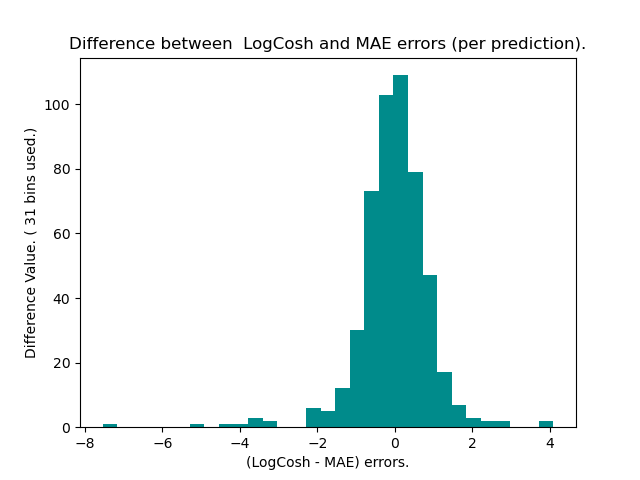 Difference between  LogCosh and MAE errors (per prediction).
Difference Value. ( 31 bins used.)
100
80
60
40
20
0
−8 −6 −4 −2 0 2 4
(LogCosh - MAE) errors.